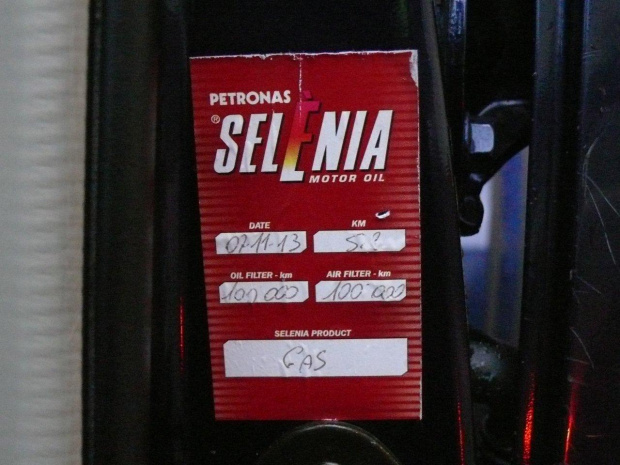 PETRONAS
® SELÈNIA
MOTOR OIL
DATE KM
07-11-13
OIL FILTER - km AIR FILTER - km
100 000 100 000
SELENIA PRODUCT
GAS